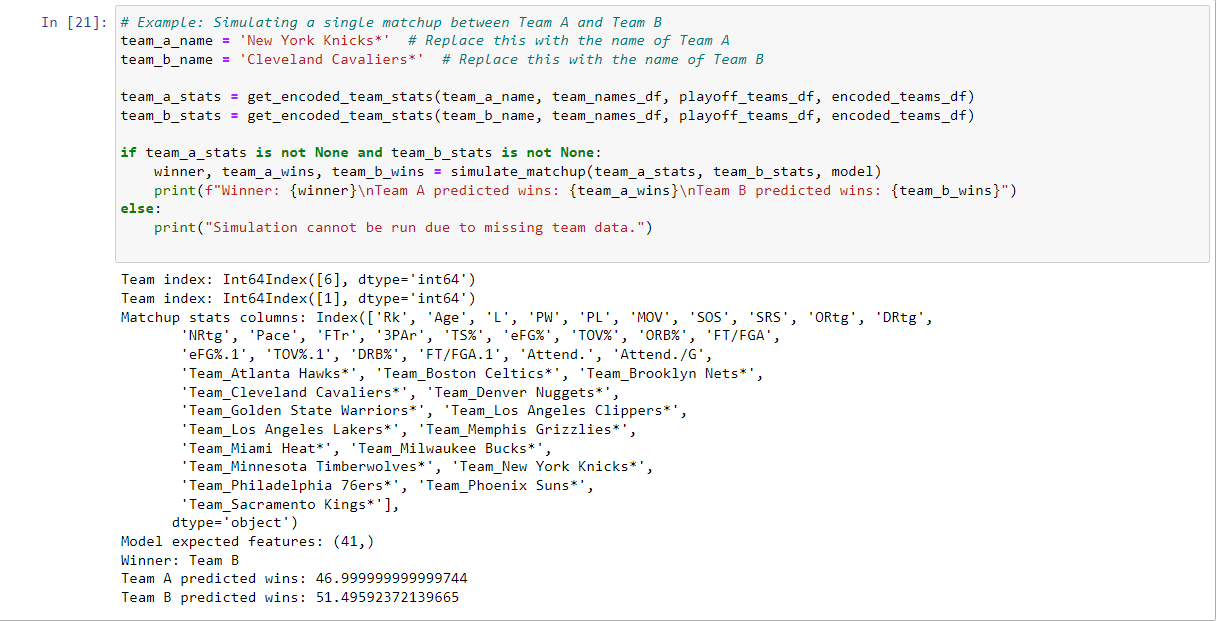 In [21]: # Example: Simulating a single matchup between Team A and Team B
team_a_name = 'New York Knicks*'  # Replace this with the name of Team A
team_b_name = 'Cleveland Cavaliers*'  # Replace this with the name of Team B

team_a_stats = get_encoded_team_stats(team_a_name, team_names_df, playoff_teams_df, encoded_teams_df)
team_b_stats = get_encoded_team_stats(team_b_name, team_names_df, playoff_teams_df, encoded_teams_df)

if team_a_stats is not None and team_b_stats is not None:
    winner, team_a_wins, team_b_wins = simulate_matchup(team_a_stats, team_b_stats, model)
    print(f"Winner: {winner}\nTeam A predicted wins: {team_a_wins}\nTeam B predicted wins: {team_b_wins}")
else:
    print("Simulation cannot be run due to missing team data.")

Team index: Int64Index([6], dtype='int64')
Team index: Int64Index([1], dtype='int64')
Matchup stats columns: Index(['Rk', 'Age', 'L', 'PW', 'PL', 'MOV', 'SOS', 'SRS', 'ORtg', 'DRtg',
       'NRtg', 'Pace', 'FTr', '3PAr', 'TS%', 'eFG%', 'TOV%', 'ORB%', 'FT/FGA',
       'eFG%.1', 'TOV%.1', 'DRB%', 'FT/FGA.1', 'Attend.', 'Attend./G',
       'Team_Atlanta Hawks*', 'Team_Boston Celtics*', 'Team_Brooklyn Nets*',
       'Team_Cleveland Cavaliers*', 'Team_Denver Nuggets*',
       'Team_Golden State Warriors*', 'Team_Los Angeles Clippers*',
       'Team_Los Angeles Lakers*', 'Team_Memphis Grizzlies*',
       'Team_Miami Heat*', 'Team_Milwaukee Bucks*',
       'Team_Minnesota Timberwolves*', 'Team_New York Knicks*',
       'Team_Philadelphia 76ers*', 'Team_Phoenix Suns*',
       'Team_Sacramento Kings*'],
      dtype='object')
Model expected features: (41,)
Winner: Team B
Team A predicted wins: 46.999999999999744
Team B predicted wins: 51.49592372139665